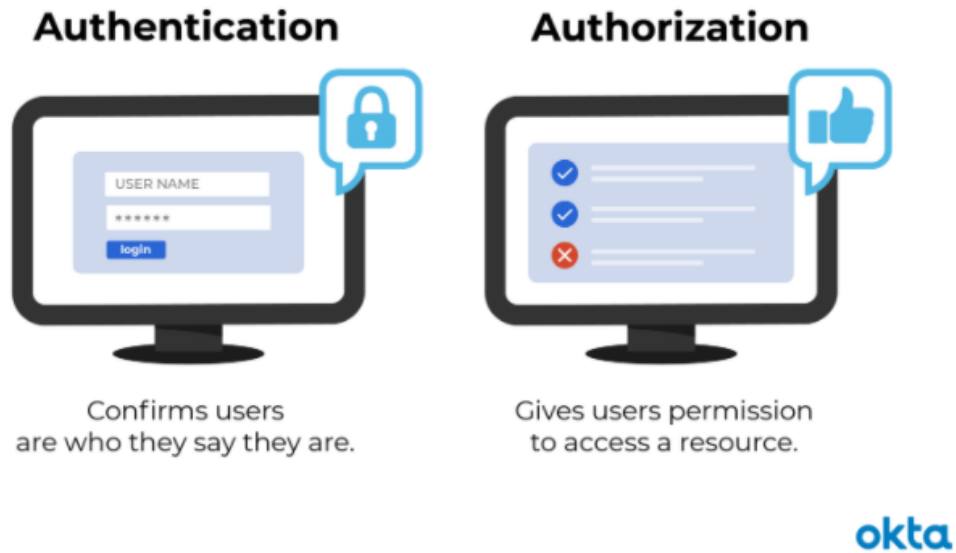 Authentication
USER NAME
******
login
Confirms users
are who they say they are.
Authorization
Gives users permission
to access a resource.
okta